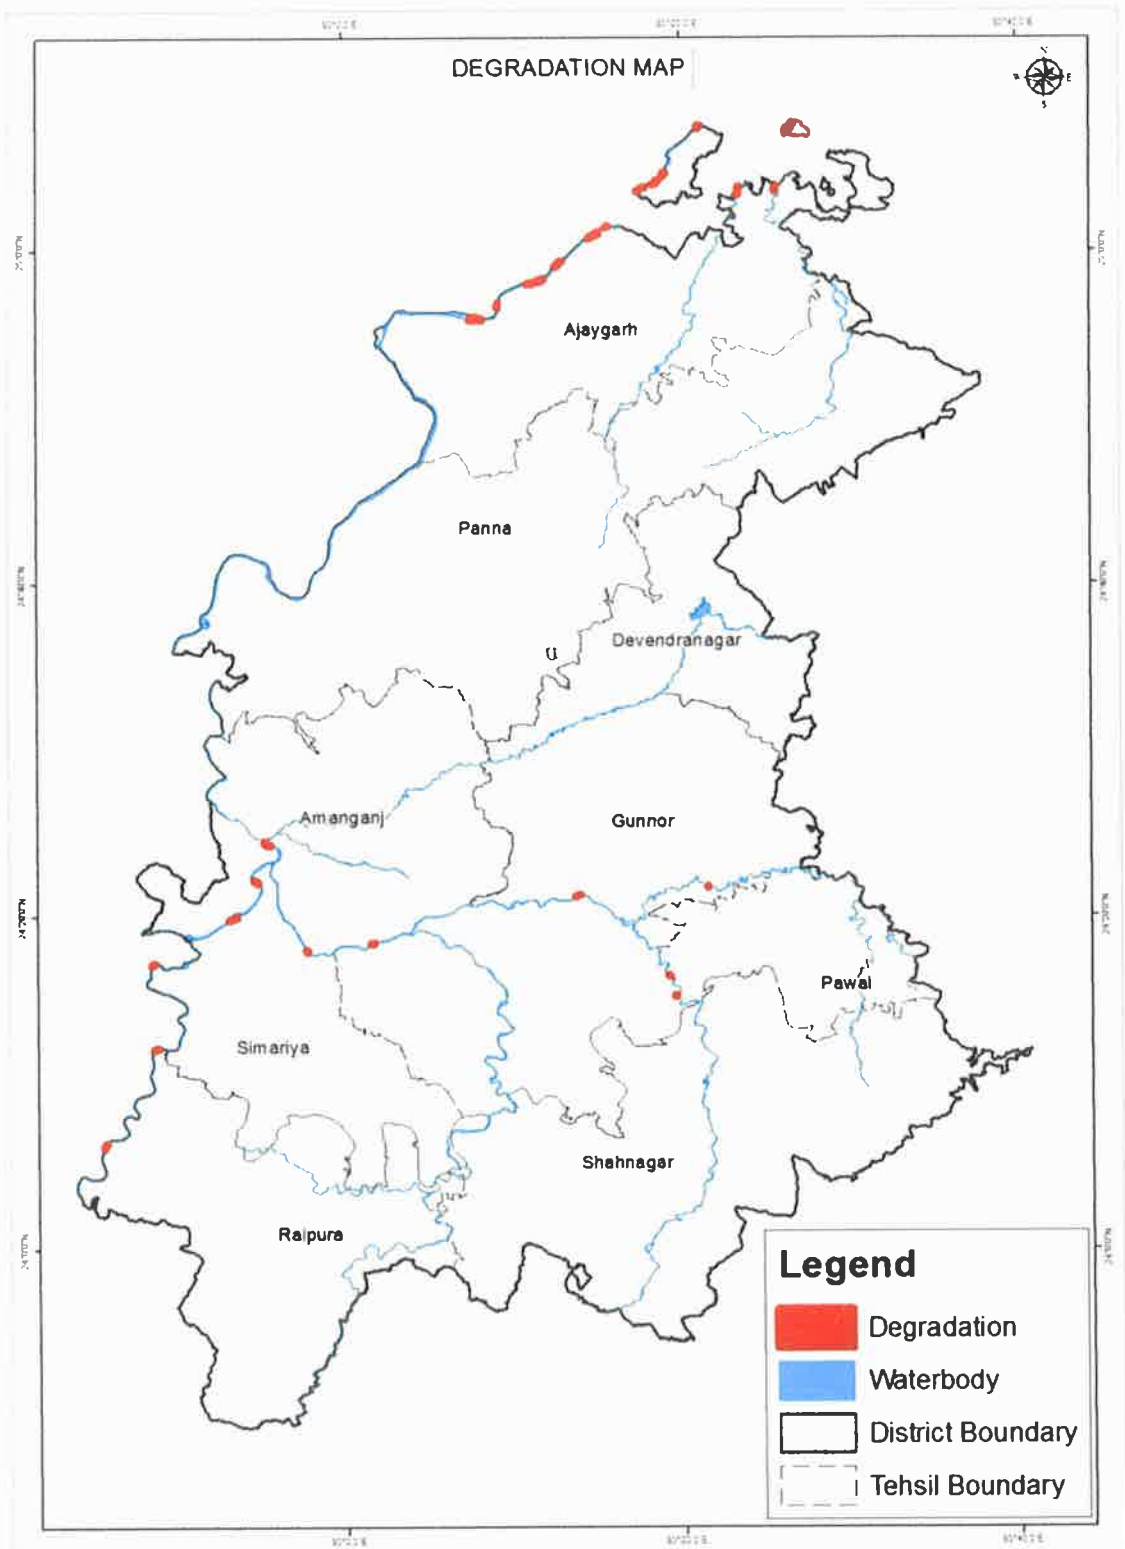 DEGRADATION MAP
E
S
Ajaygarh
Panna
Devendranagar
Amanganj
Gunnor
Pawai
Simariya
Shahnagar
Raipura
Legend
Degradation
Waterbody
District Boundary
Tehsil Boundary